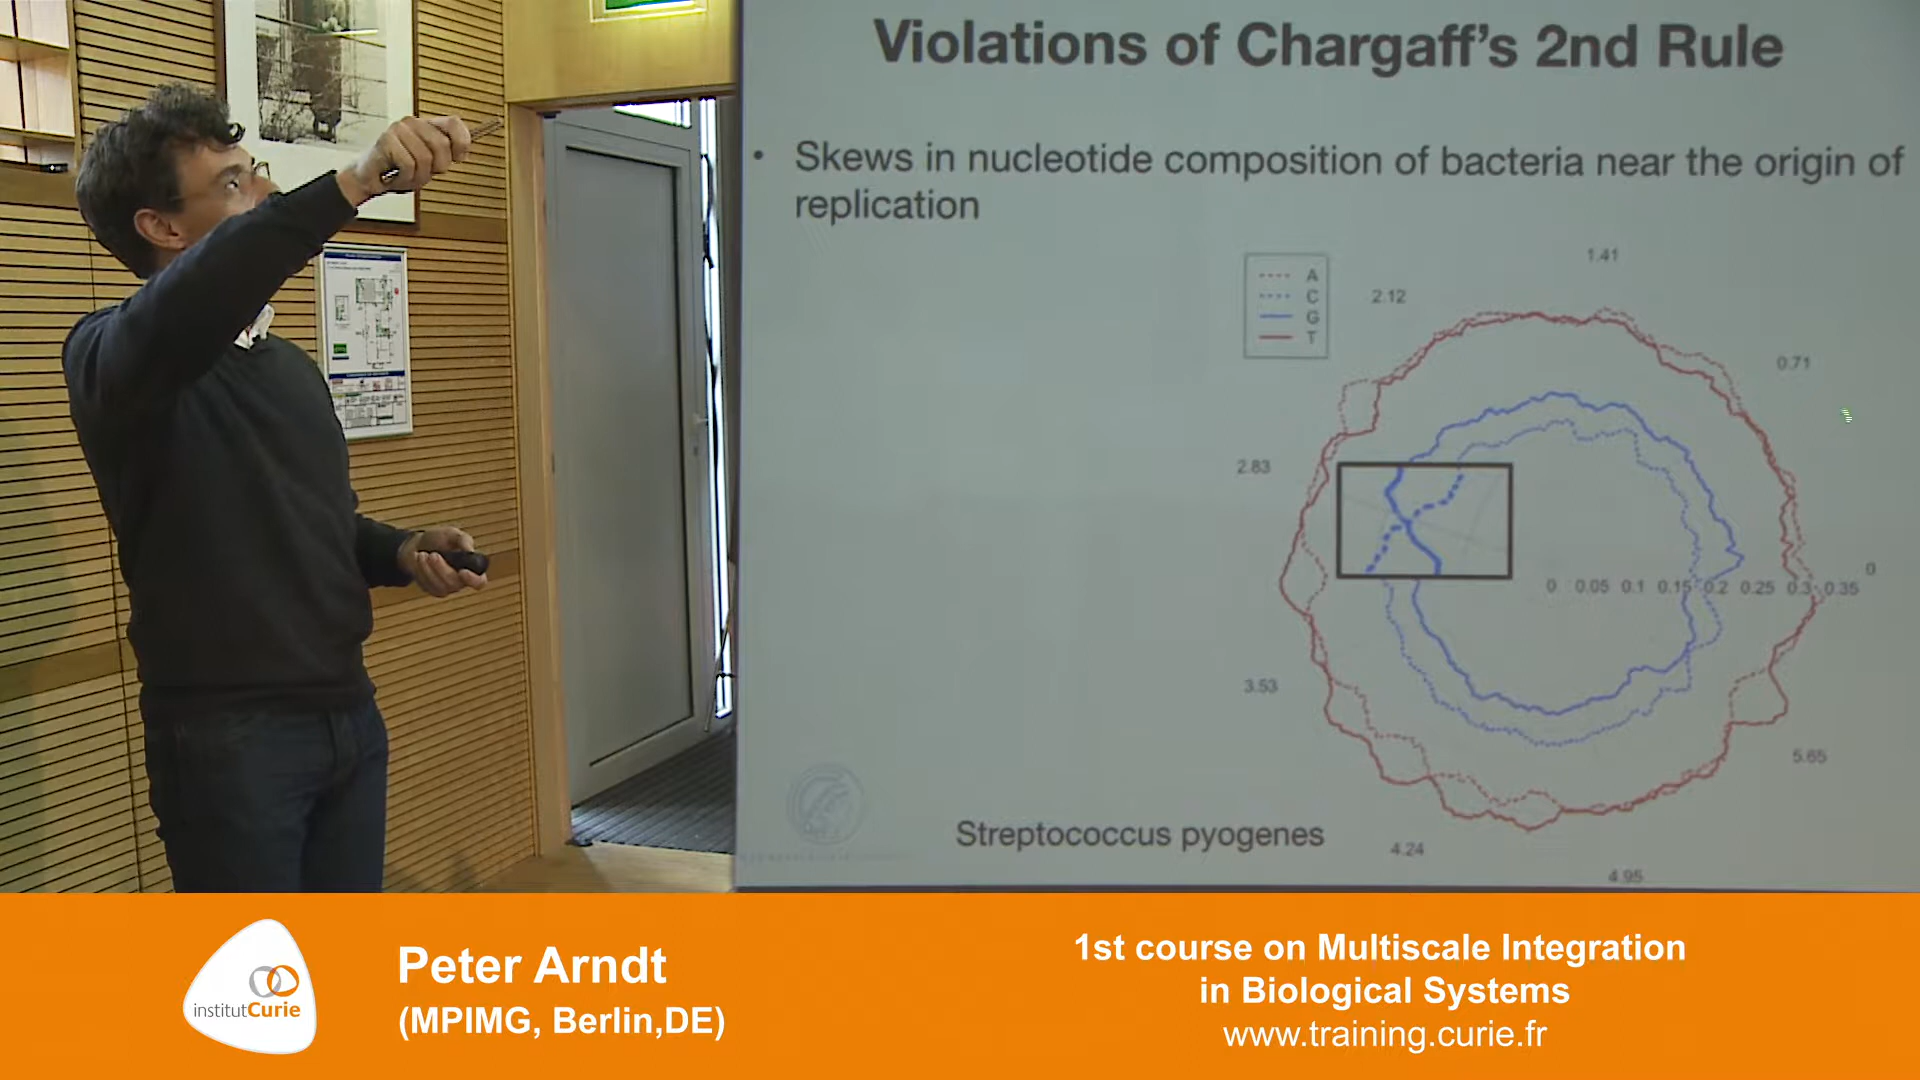 Violations of Chargaff's 2nd Rule
• Skews in nucleotide composition of bacteria near the origin of
replication
A
C
G
T
1.41
2.12
0.71
2.83
0
0 0.05 0.1 0.15 0.2 0.25 0.3 0.35
3.53
5.65
4.24
4.95
Streptococcus pyogenes
institutCurie
Peter Arndt
(MPIMG, Berlin,DE)
1st course on Multiscale Integration
in Biological Systems
www.training.curie.fr